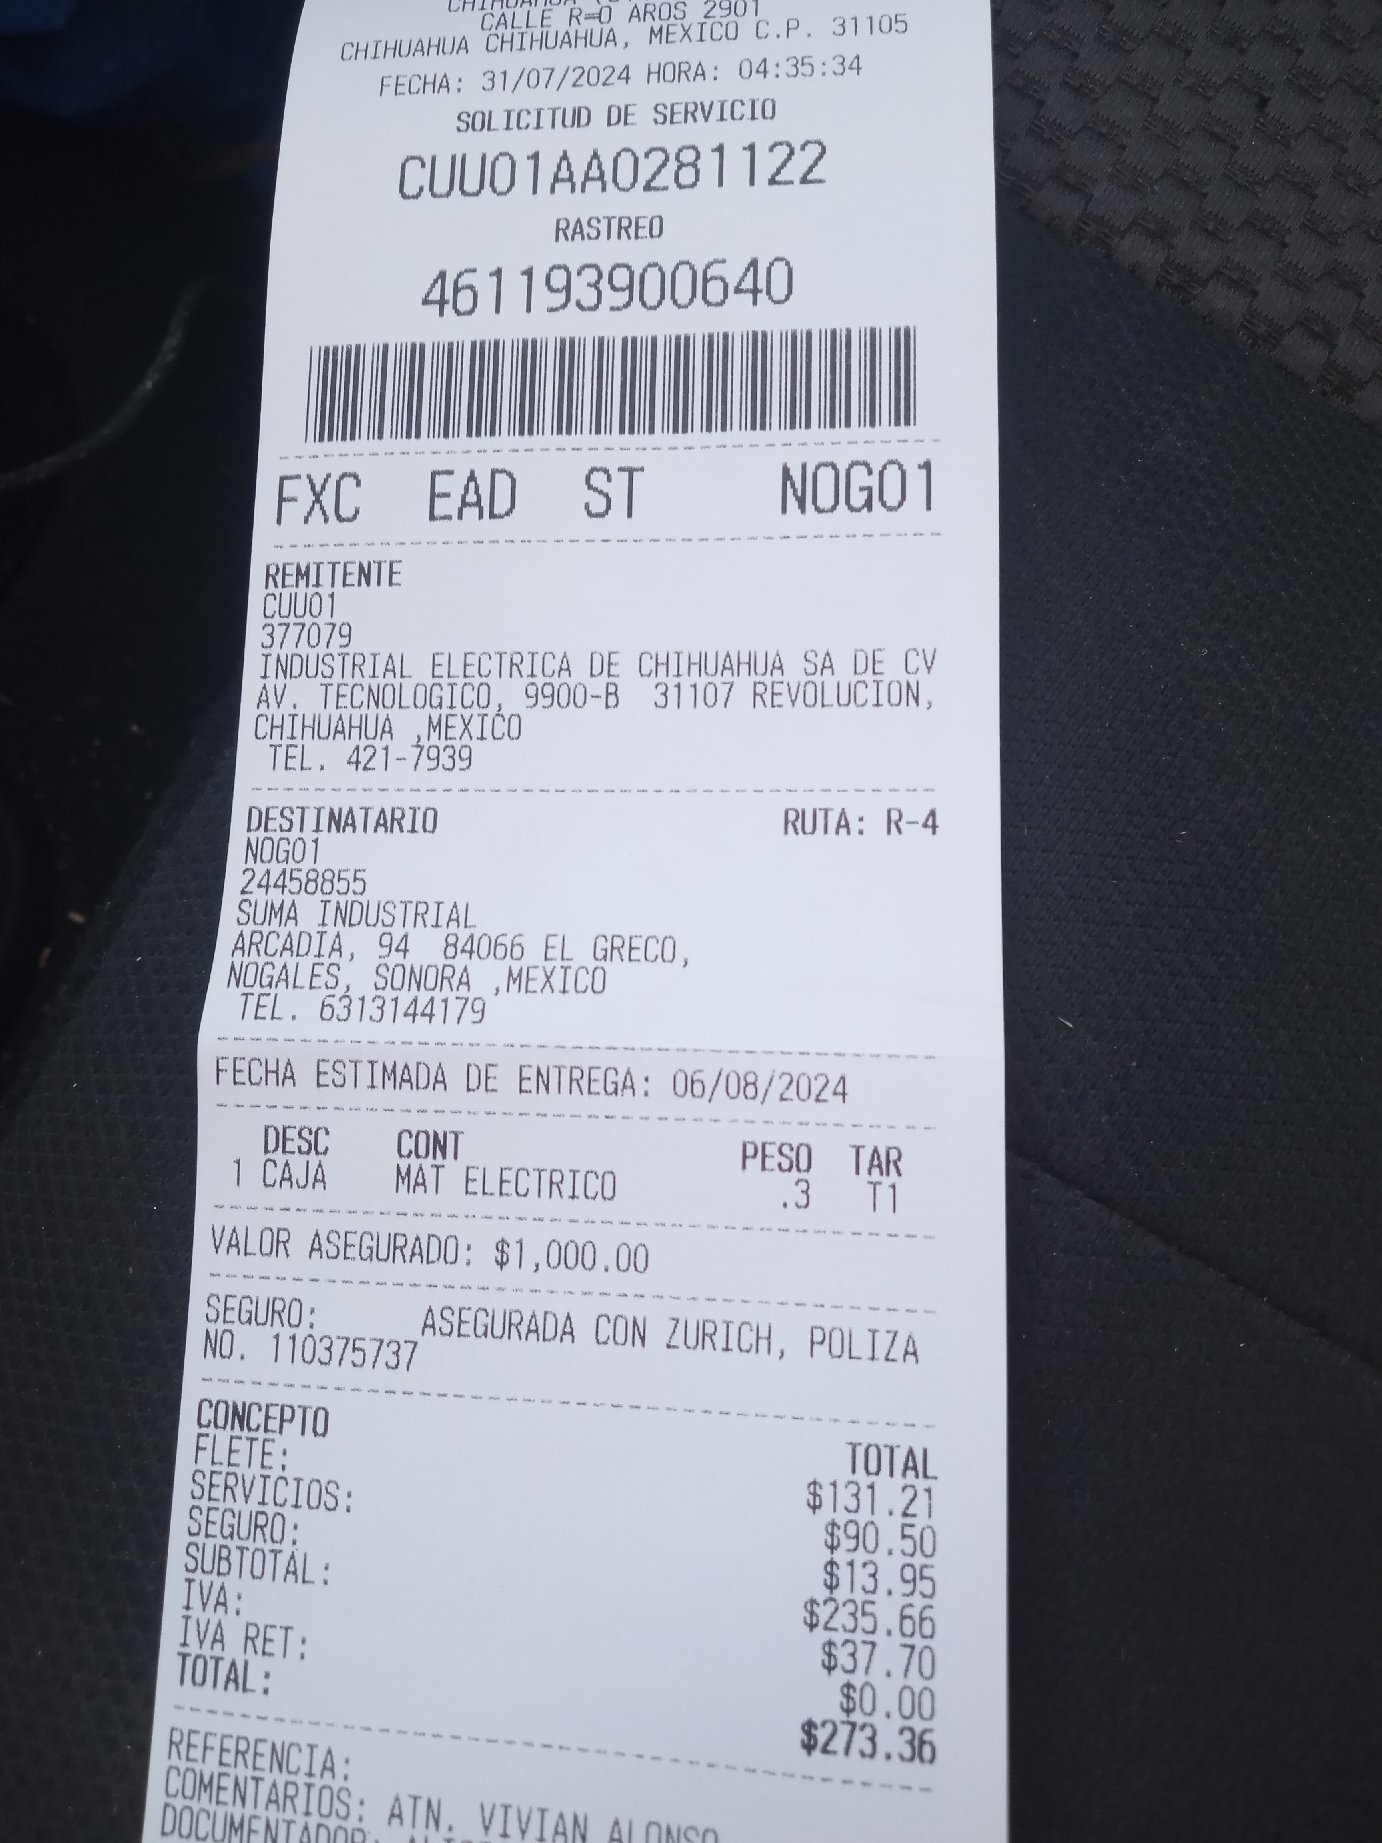 CALLE R=O AROS 2901
CHIHUAHUA CHIHUAHUA, MEXICO C.P. 31105
FECHA: 31/07/2024 HORA: 04:35:34
SOLICITUD DE SERVICIO
CUU01AA0281122
RASTREO
461193900640
FXC EAD ST NOG01
REMITENTE
CUU01
377079
INDUSTRIAL ELECTRICA DE CHIHUAHUA SA DE CV
AV. TECNOLOGICO, 9900-B 31107 REVOLUCION,
CHIHUAHUA ,MEXICO
TEL. 421-7939
DESTINATARIO RUTA: R-4
NOG01
24458855
SUMA INDUSTRIAL
ARCADIA, 94 84066 EL GRECO,
NOGALES, SONORA ,MEXICO
TEL. 6313144179
FECHA ESTIMADA DE ENTREGA: 06/08/2024
DESC CONT PESO TAR
1 CAJA MAT ELECTRICO .3 T1
VALOR ASEGURADO: $1,000.00
SEGURO: ASEGURADA CON ZURICH, POLIZA
NO. 110375737
CONCEPTO TOTAL
FLETE: $131.21
SERVICIOS: $90.50
SEGURO: $13.95
SUBTOTAL: $235.66
IVA: $37.70
IVA RET: $0.00
TOTAL: $273.36
REFERENCIA:
COMENTARIOS: ATN. VIVIAN ALONSO
DOCUMENTADOR: